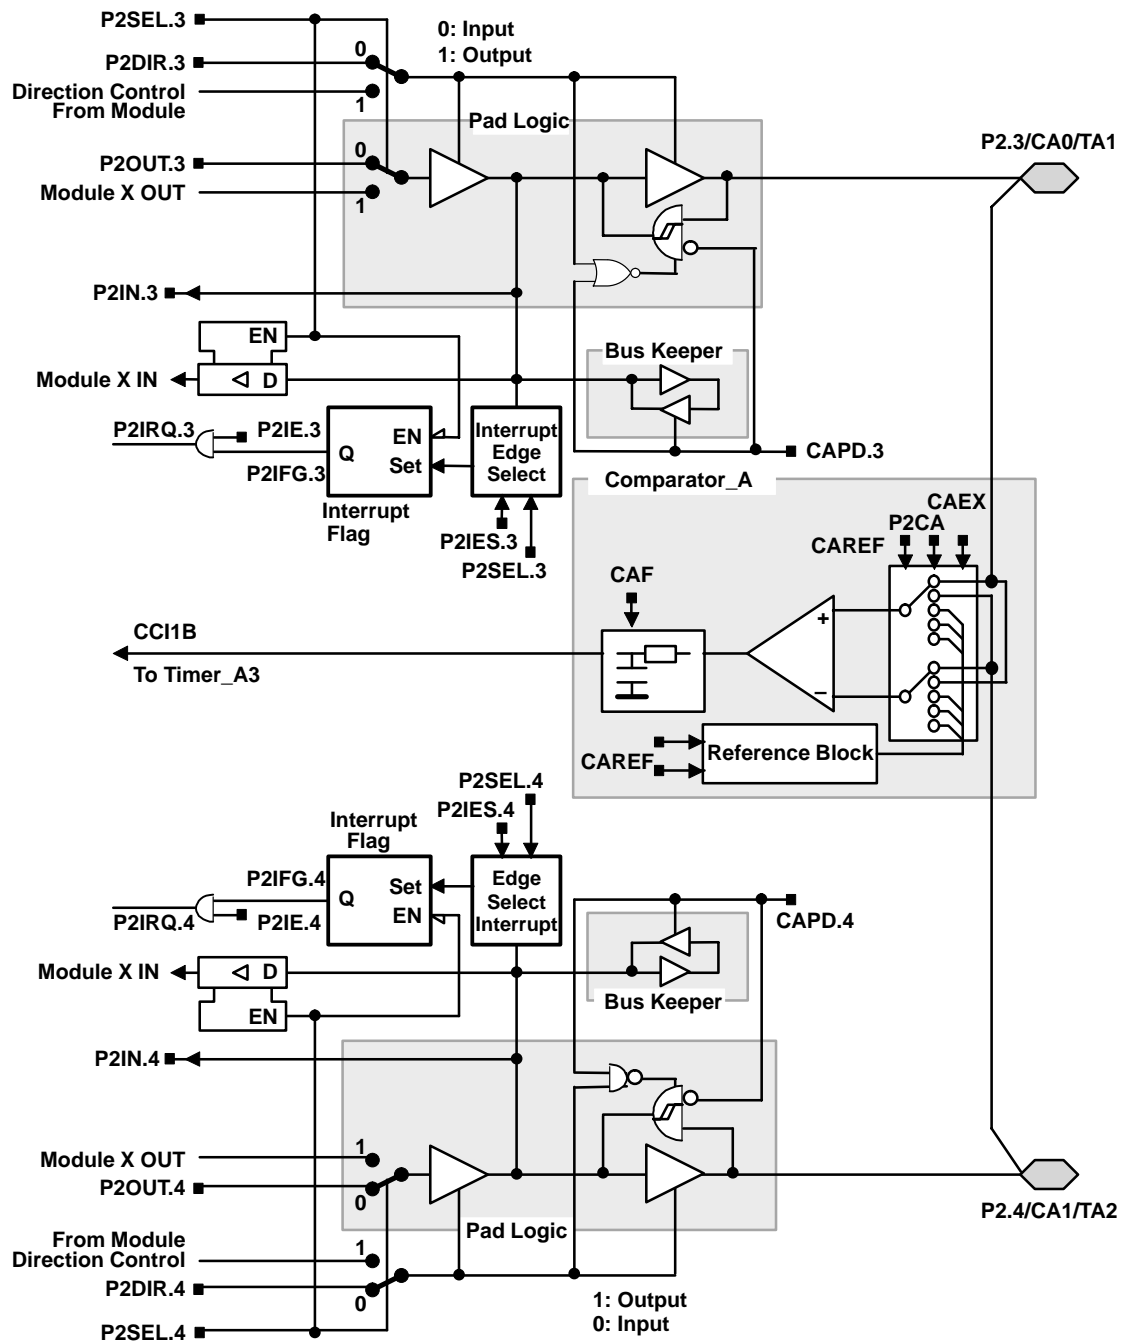 P2SEL.3
0: Input
1: Output
0
P2DIR.3
Direction Control
From Module
1
Pad Logic
P2.3/CA0/TA1
0
P2OUT.3
Module X OUT
1
P2IN.3
EN
Bus Keeper
Module X IN
D
P2IRQ.3
P2IE.3
P2IFG.3
Q
EN
Set
Interrupt
Edge
Select
CAPD.3
Interrupt
Flag
P2IES.3
P2SEL.3
Comparator_A
CAEX
P2CA
CAREF
CAF
CCI1B
To Timer_A3
+
−
Reference Block
CAREF
P2SEL.4
P2IES.4
Interrupt
Flag
P2IFG.4
P2IRQ.4
P2IE.4
Q
Set
EN
Edge
Select
Interrupt
CAPD.4
Module X IN
D
EN
Bus Keeper
P2IN.4
1
Module X OUT
P2OUT.4
0
P2.4/CA1/TA2
Pad Logic
From Module
Direction Control
1
P2DIR.4
0
1: Output
0: Input
P2SEL.4